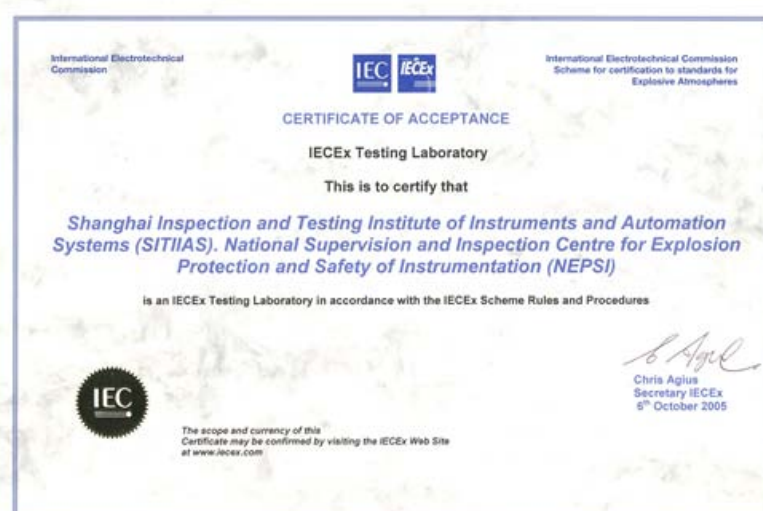 International Electrotechnical
Commission
IEC IECEx
International Electrotechnical Commission
Scheme for certification to standards for
Explosive Atmospheres
CERTIFICATE OF ACCEPTANCE
IECEx Testing Laboratory
This is to certify that
Shanghai Inspection and Testing Institute of Instruments and Automation
Systems (SITIIAS). National Supervision and Inspection Centre for Explosion
Protection and Safety of Instrumentation (NEPSI)
is an IECEx Testing Laboratory in accordance with the IECEx Scheme Rules and Procedures
Chris Agius
Secretary IECEx
6th October 2005
IEC
The scope and currency of this
Certificate may be confirmed by visiting the IECEx Web Site
at www.iecex.com